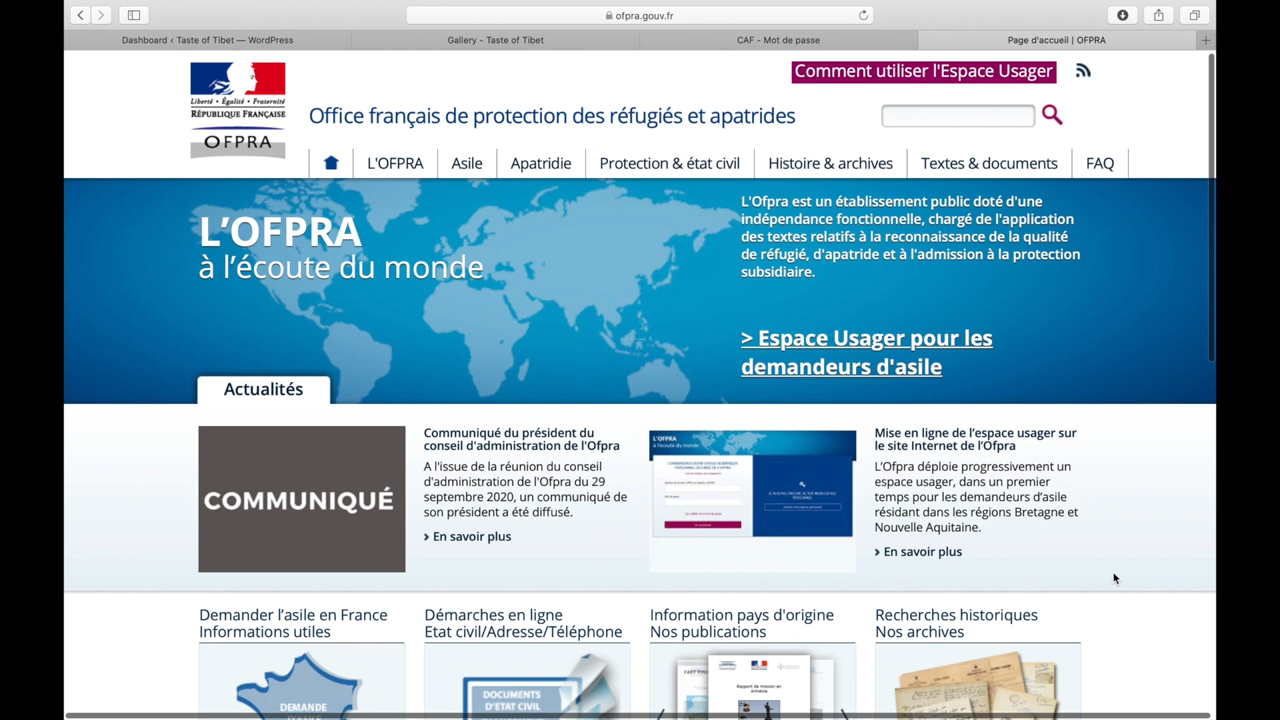 ofpra.gouv.fr
Dashboard ‹ Taste of Tibet — WordPress
Gallery - Taste of Tibet
CAF - Mot de passe
Page d'accueil | OFPRA
Comment utiliser l'Espace Usager
Liberté • Égalité • Fraternité
RÉPUBLIQUE FRANÇAISE
OFPRA
Office français de protection des réfugiés et apatrides
L'OFPRA
Asile
Apatridie
Protection & état civil
Histoire & archives
Textes & documents
FAQ
L'OFPRA
à l'écoute du monde
L'Ofpra est un établissement public doté d'une
indépendance fonctionnelle, chargé de l'application
des textes relatifs à la reconnaissance de la qualité
de réfugié, d'apatride et à l'admission à la protection
subsidiaire.
> Espace Usager pour les
demandeurs d'asile
Actualités
COMMUNIQUÉ
Communiqué du président du
conseil d'administration de l'Ofpra
A l'issue de la réunion du conseil
d'administration de l'Ofpra du 29
septembre 2020, un communiqué de
son président a été diffusé.
› En savoir plus
L'OFPRA
à l'écoute du monde
Mise en ligne de l'espace usager sur
le site Internet de l'Ofpra
L'Ofpra déploie progressivement un
espace usager, dans un premier
temps pour les demandeurs d'asile
résidant dans les régions Bretagne et
Nouvelle Aquitaine.
› En savoir plus
Demander l'asile en France
Informations utiles
Démarches en ligne
Etat civil/Adresse/Téléphone
Information pays d'origine
Nos publications
Recherches historiques
Nos archives
DEMANDE
DOCUMENTS
D'ETAT CIVIL
Rapport de mission en
Arménie